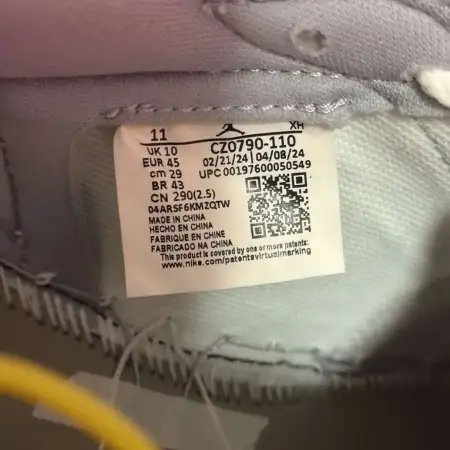 11 XH
UK 10 CZ0790-110
EUR 45 02/21/24 04/08/24
cm 29 UPC 00197600050549
BR 43
CN 290(2.5)
04ARSF6KMZQTW
MADE IN CHINA
HECHO EN CHINA
FABRIQUE EN CHINE
FABRICADO NA CHINA
This product is covered by one or more patents:
www.nike.com/patentsvirtualmarking